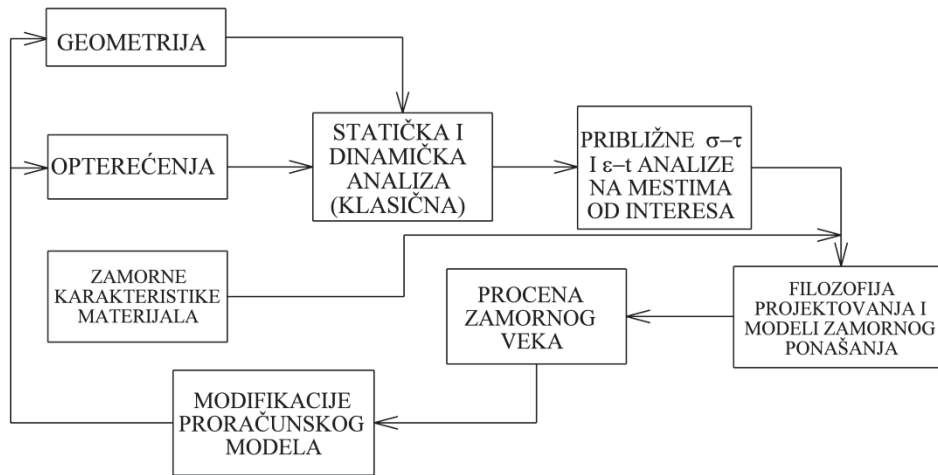 GEOMETRIJA
OPTEREĆENJA
STATIČKA I
DINAMIČKA
ANALIZA
(KLASIČNA)
PRIBLIŽNE σ–τ
I ε–t ANALIZE
NA MESTIMA
OD INTERESA
ZAMORNE
KARAKTERISTIKE
MATERIJALA
FILOZOFIJA
PROJEKTOVANJA I
MODELI ZAMORNOG
PONAŠANJA
PROCENA
ZAMORNOG
VEKA
MODIFIKACIJE
PRORAČUNSKOG
MODELA